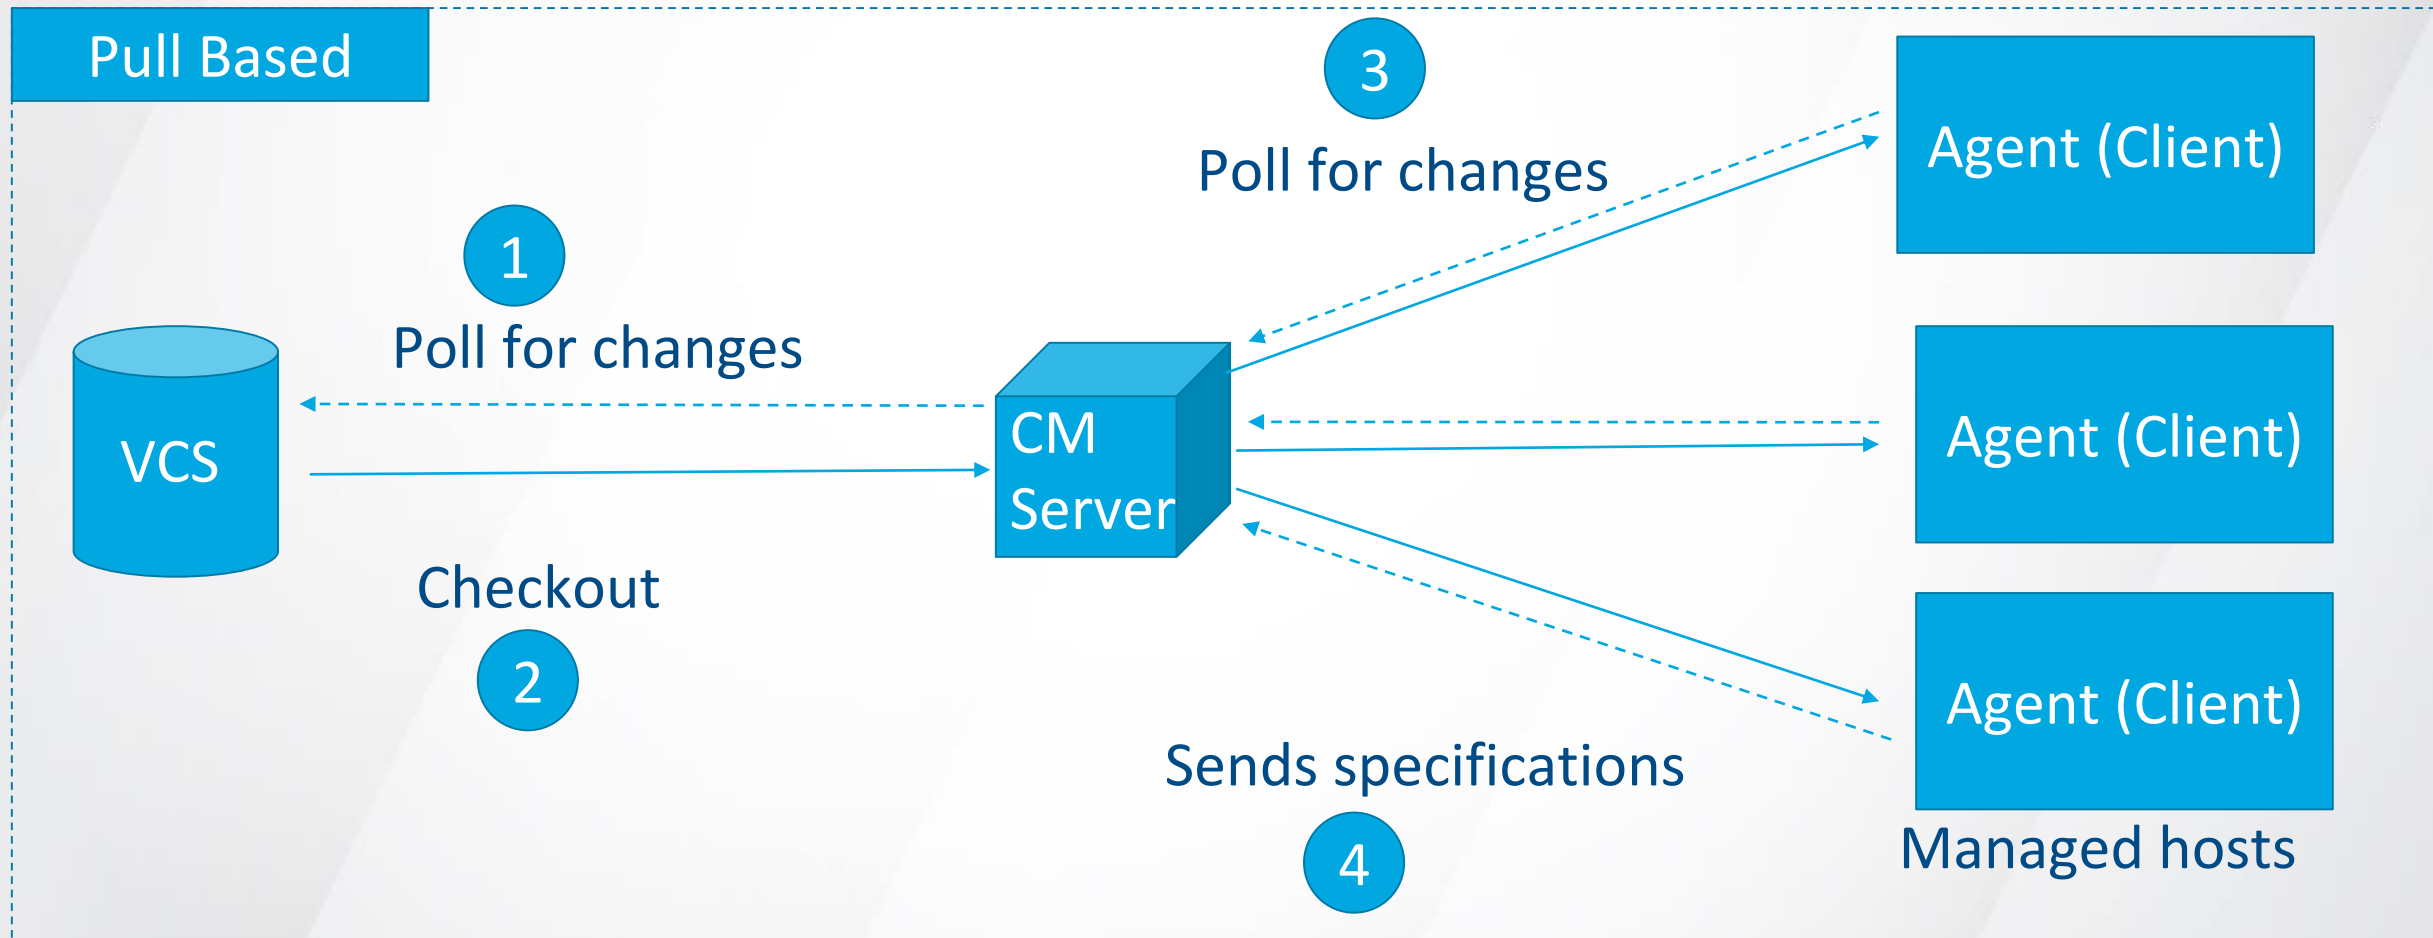 Pull Based
3
Poll for changes
Agent (Client)
1
Poll for changes
VCS
CM
Server
Agent (Client)
Checkout
2
Agent (Client)
Sends specifications
4
Managed hosts